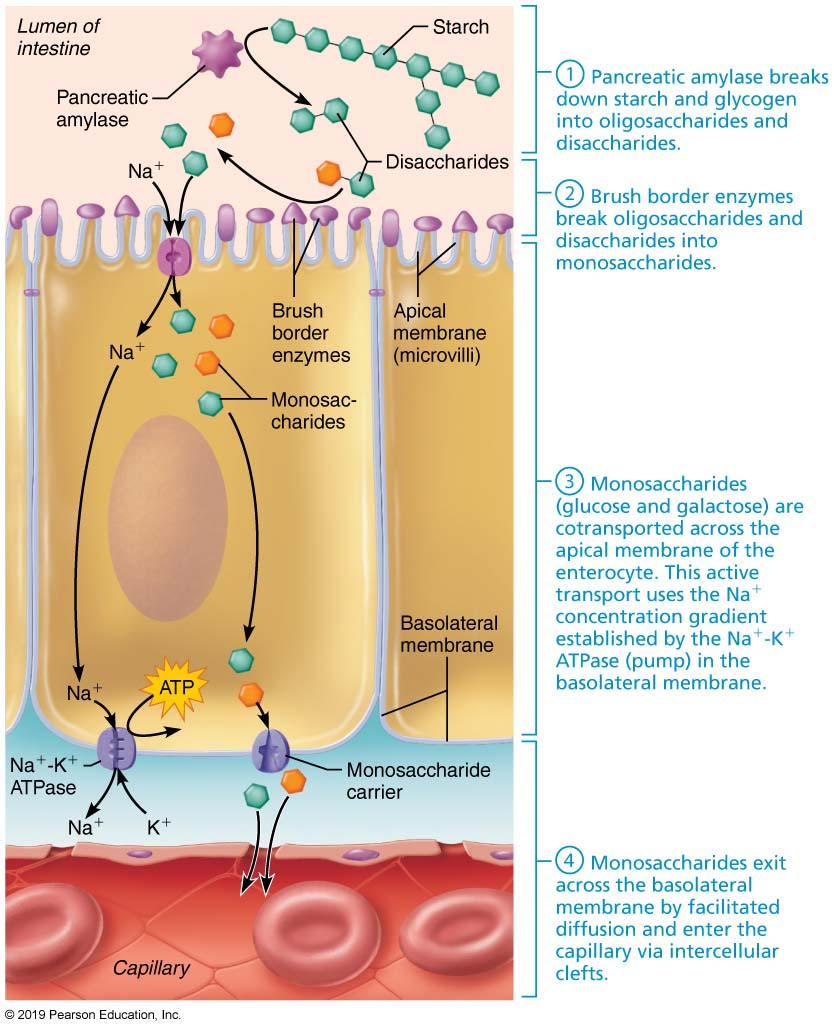 Lumen of
intestine
Starch
Pancreatic
amylase
Disaccharides
Na⁺
Brush
border
enzymes
Apical
membrane
(microvilli)
Na⁺
Monosac-
charides
Basolateral
membrane
Na⁺
ATP
Na⁺-K⁺
ATPase
Monosaccharide
carrier
Na⁺
K⁺
Capillary
① Pancreatic amylase breaks
down starch and glycogen
into oligosaccharides and
disaccharides.
② Brush border enzymes
break oligosaccharides and
disaccharides into
monosaccharides.
③ Monosaccharides
(glucose and galactose) are
cotransported across the
apical membrane of the
enterocyte. This active
transport uses the Na⁺
concentration gradient
established by the Na⁺-K⁺
ATPase (pump) in the
basolateral membrane.
④ Monosaccharides exit
across the basolateral
membrane by facilitated
diffusion and enter the
capillary via intercellular
clefts.
© 2019 Pearson Education, Inc.